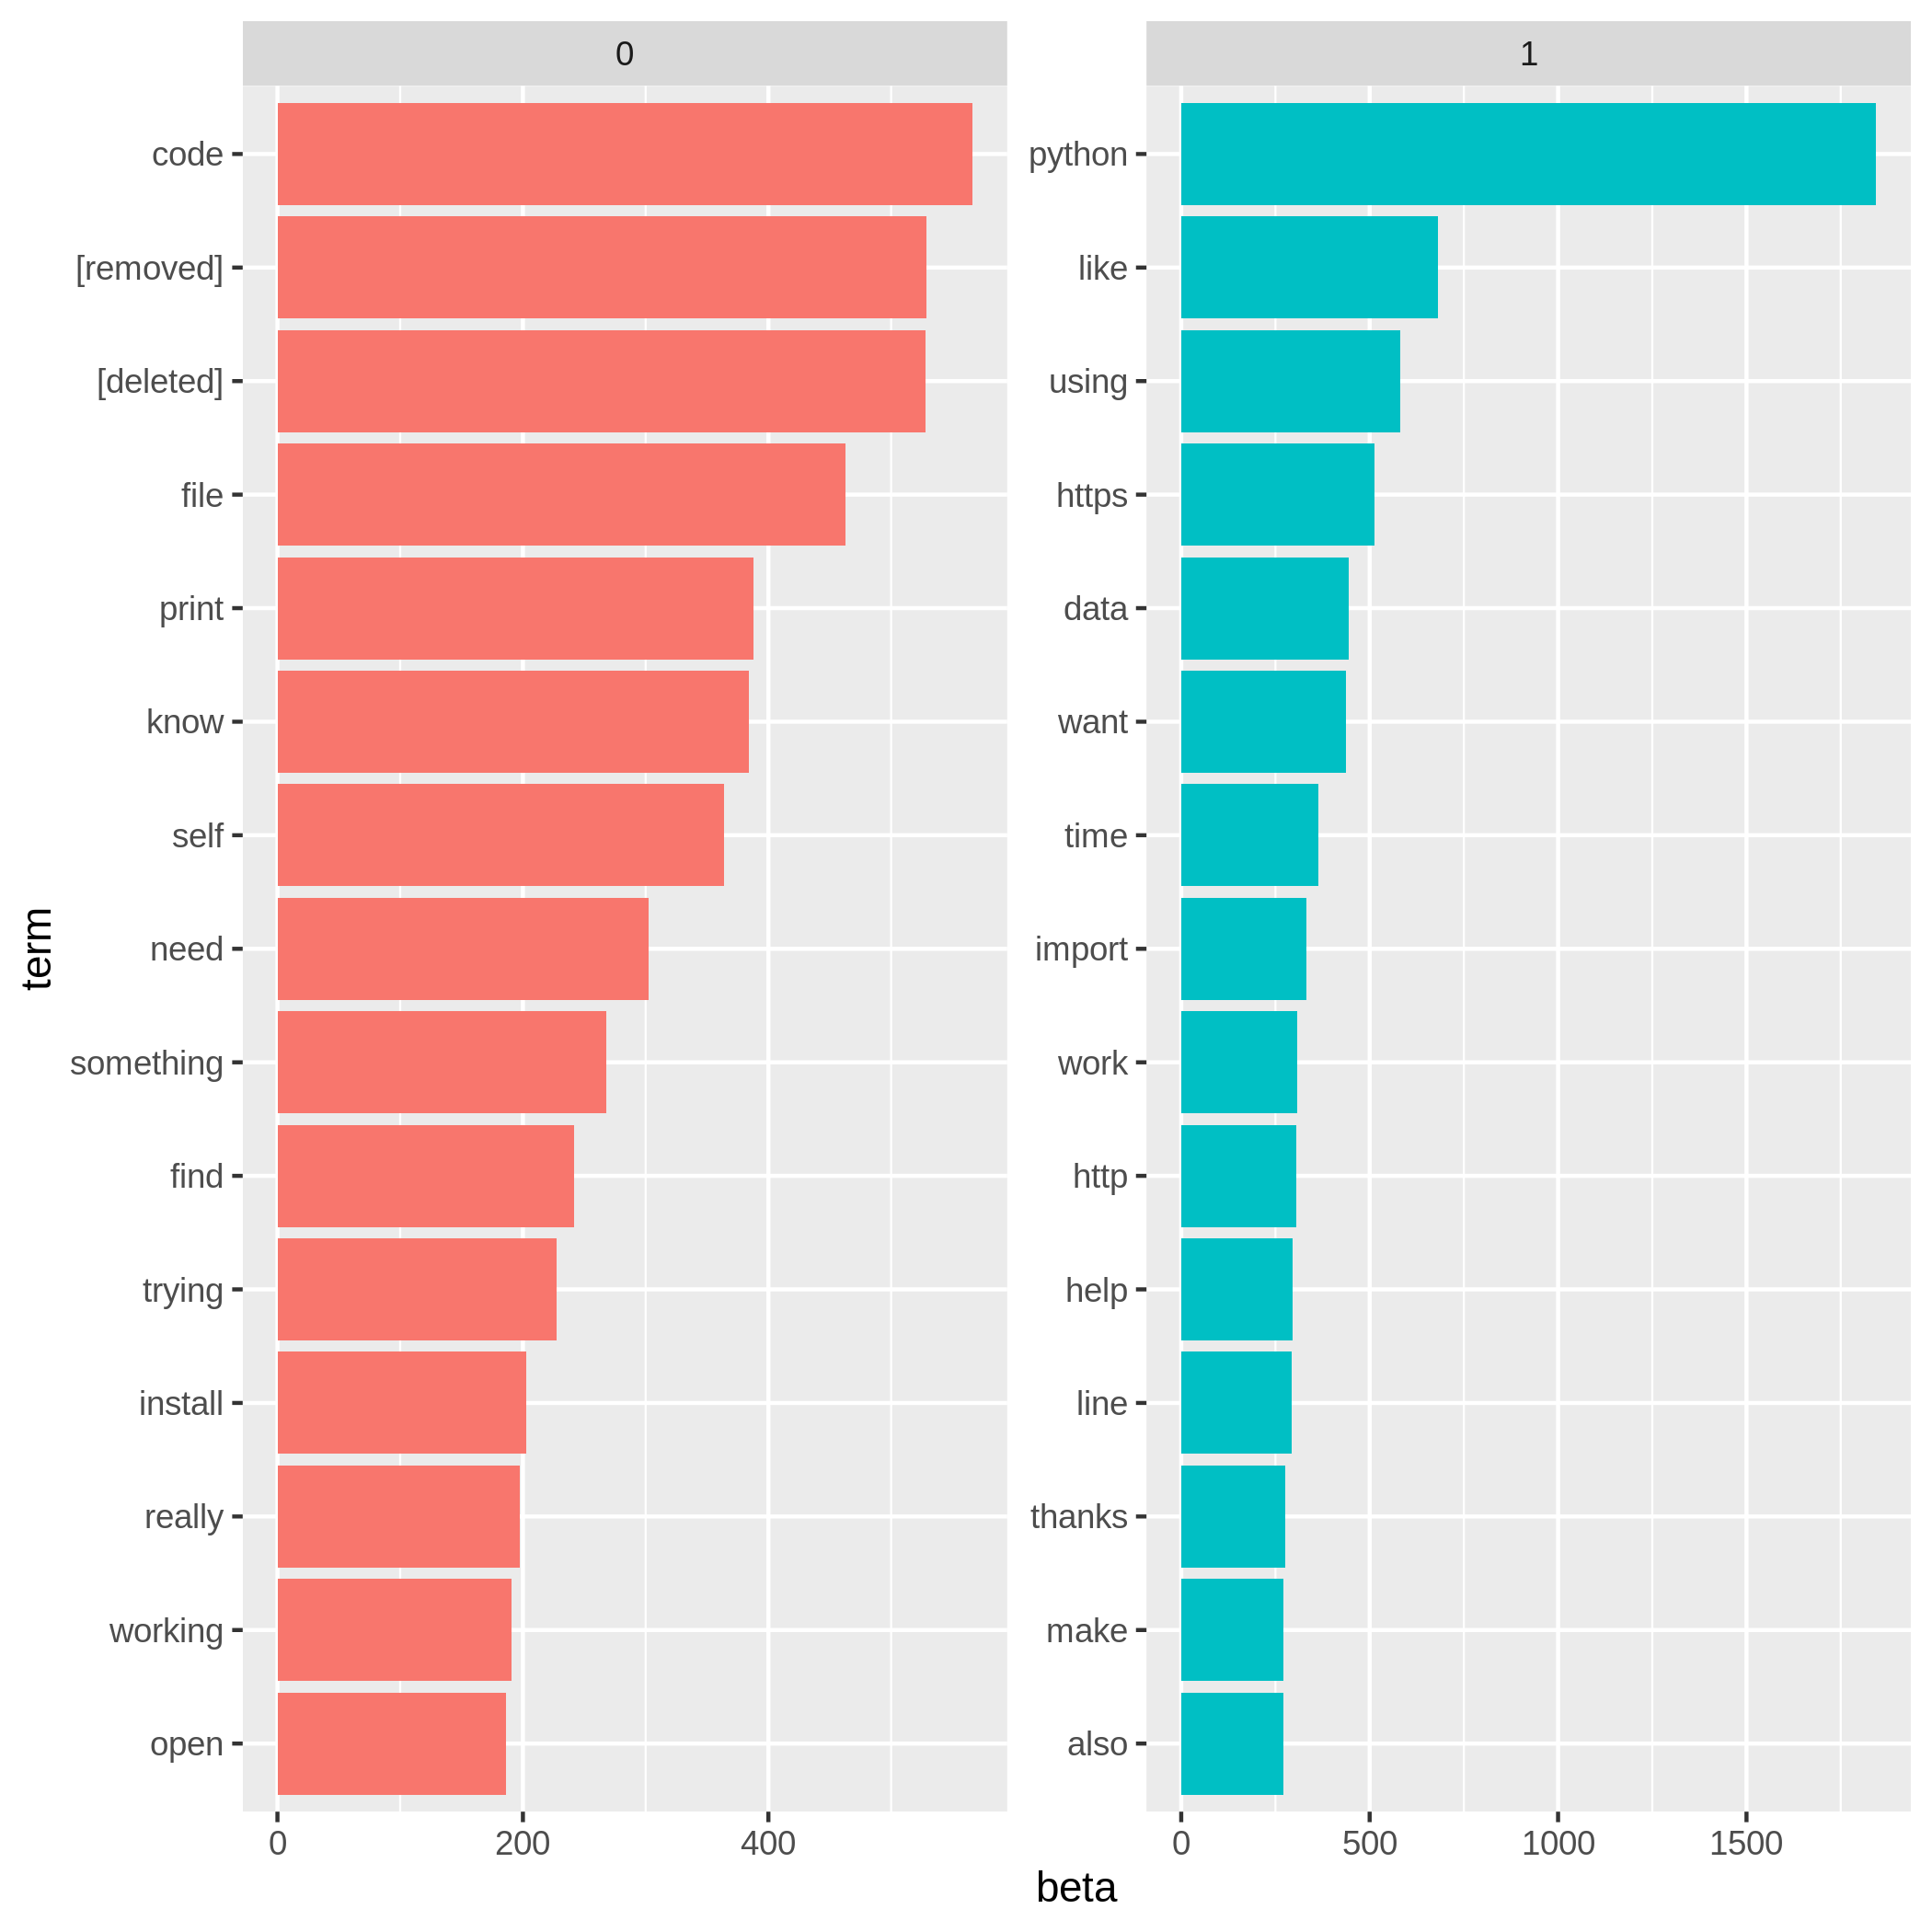 0
1
code
[removed]
[deleted]
file
print
know
self
need
something
find
trying
install
really
working
open
python
like
using
https
data
want
time
import
work
http
help
line
thanks
make
also
term
0 200 400
0 500 1000 1500
beta